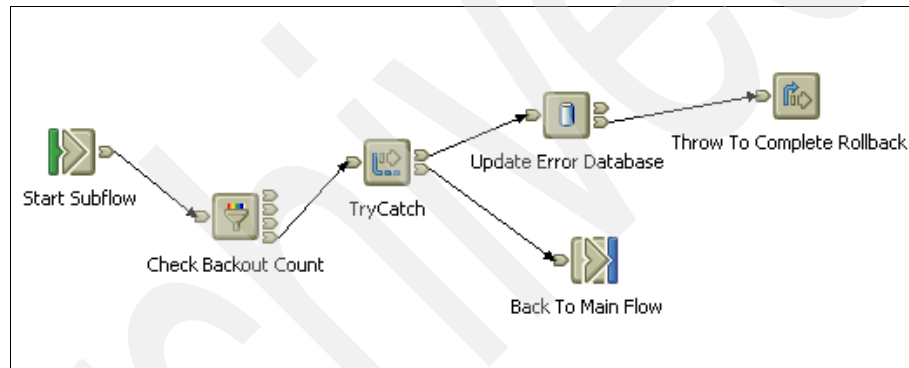 Start Subflow
Check Backout Count
TryCatch
Update Error Database
Throw To Complete Rollback
Back To Main Flow